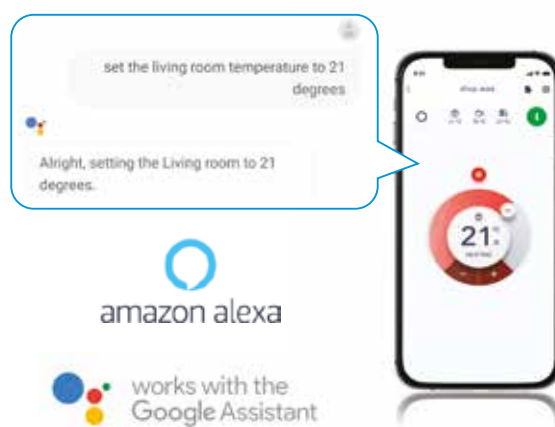 set the living room temperature to 21
degrees
Alright, setting the Living room to 21
degrees.
21
amazon alexa
works with the
Google Assistant